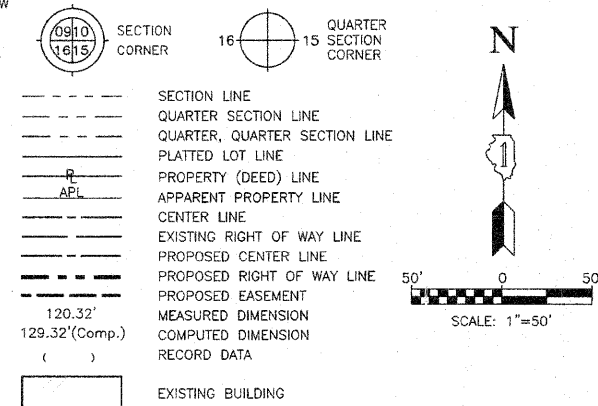 W
0910 SECTION
1615 CORNER
16 15 QUARTER SECTION CORNER
N
1
SECTION LINE
QUARTER SECTION LINE
QUARTER, QUARTER SECTION LINE
PLATTED LOT LINE
PL PROPERTY (DEED) LINE
APL APPARENT PROPERTY LINE
CENTER LINE
EXISTING RIGHT OF WAY LINE
PROPOSED CENTER LINE
PROPOSED RIGHT OF WAY LINE
PROPOSED EASEMENT
120.32' MEASURED DIMENSION
129.32'(Comp.) COMPUTED DIMENSION
( ) RECORD DATA
EXISTING BUILDING
50' 0 50
SCALE: 1"=50'